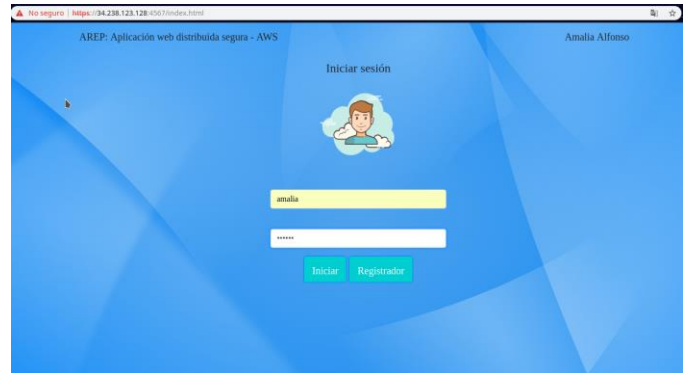 No seguro | https://34.238.123.128:4567/index.html
AREP: Aplicación web distribuida segura - AWS
Amalia Alfonso
Iniciar sesión
amalia
••••••
Iniciar
Registrador